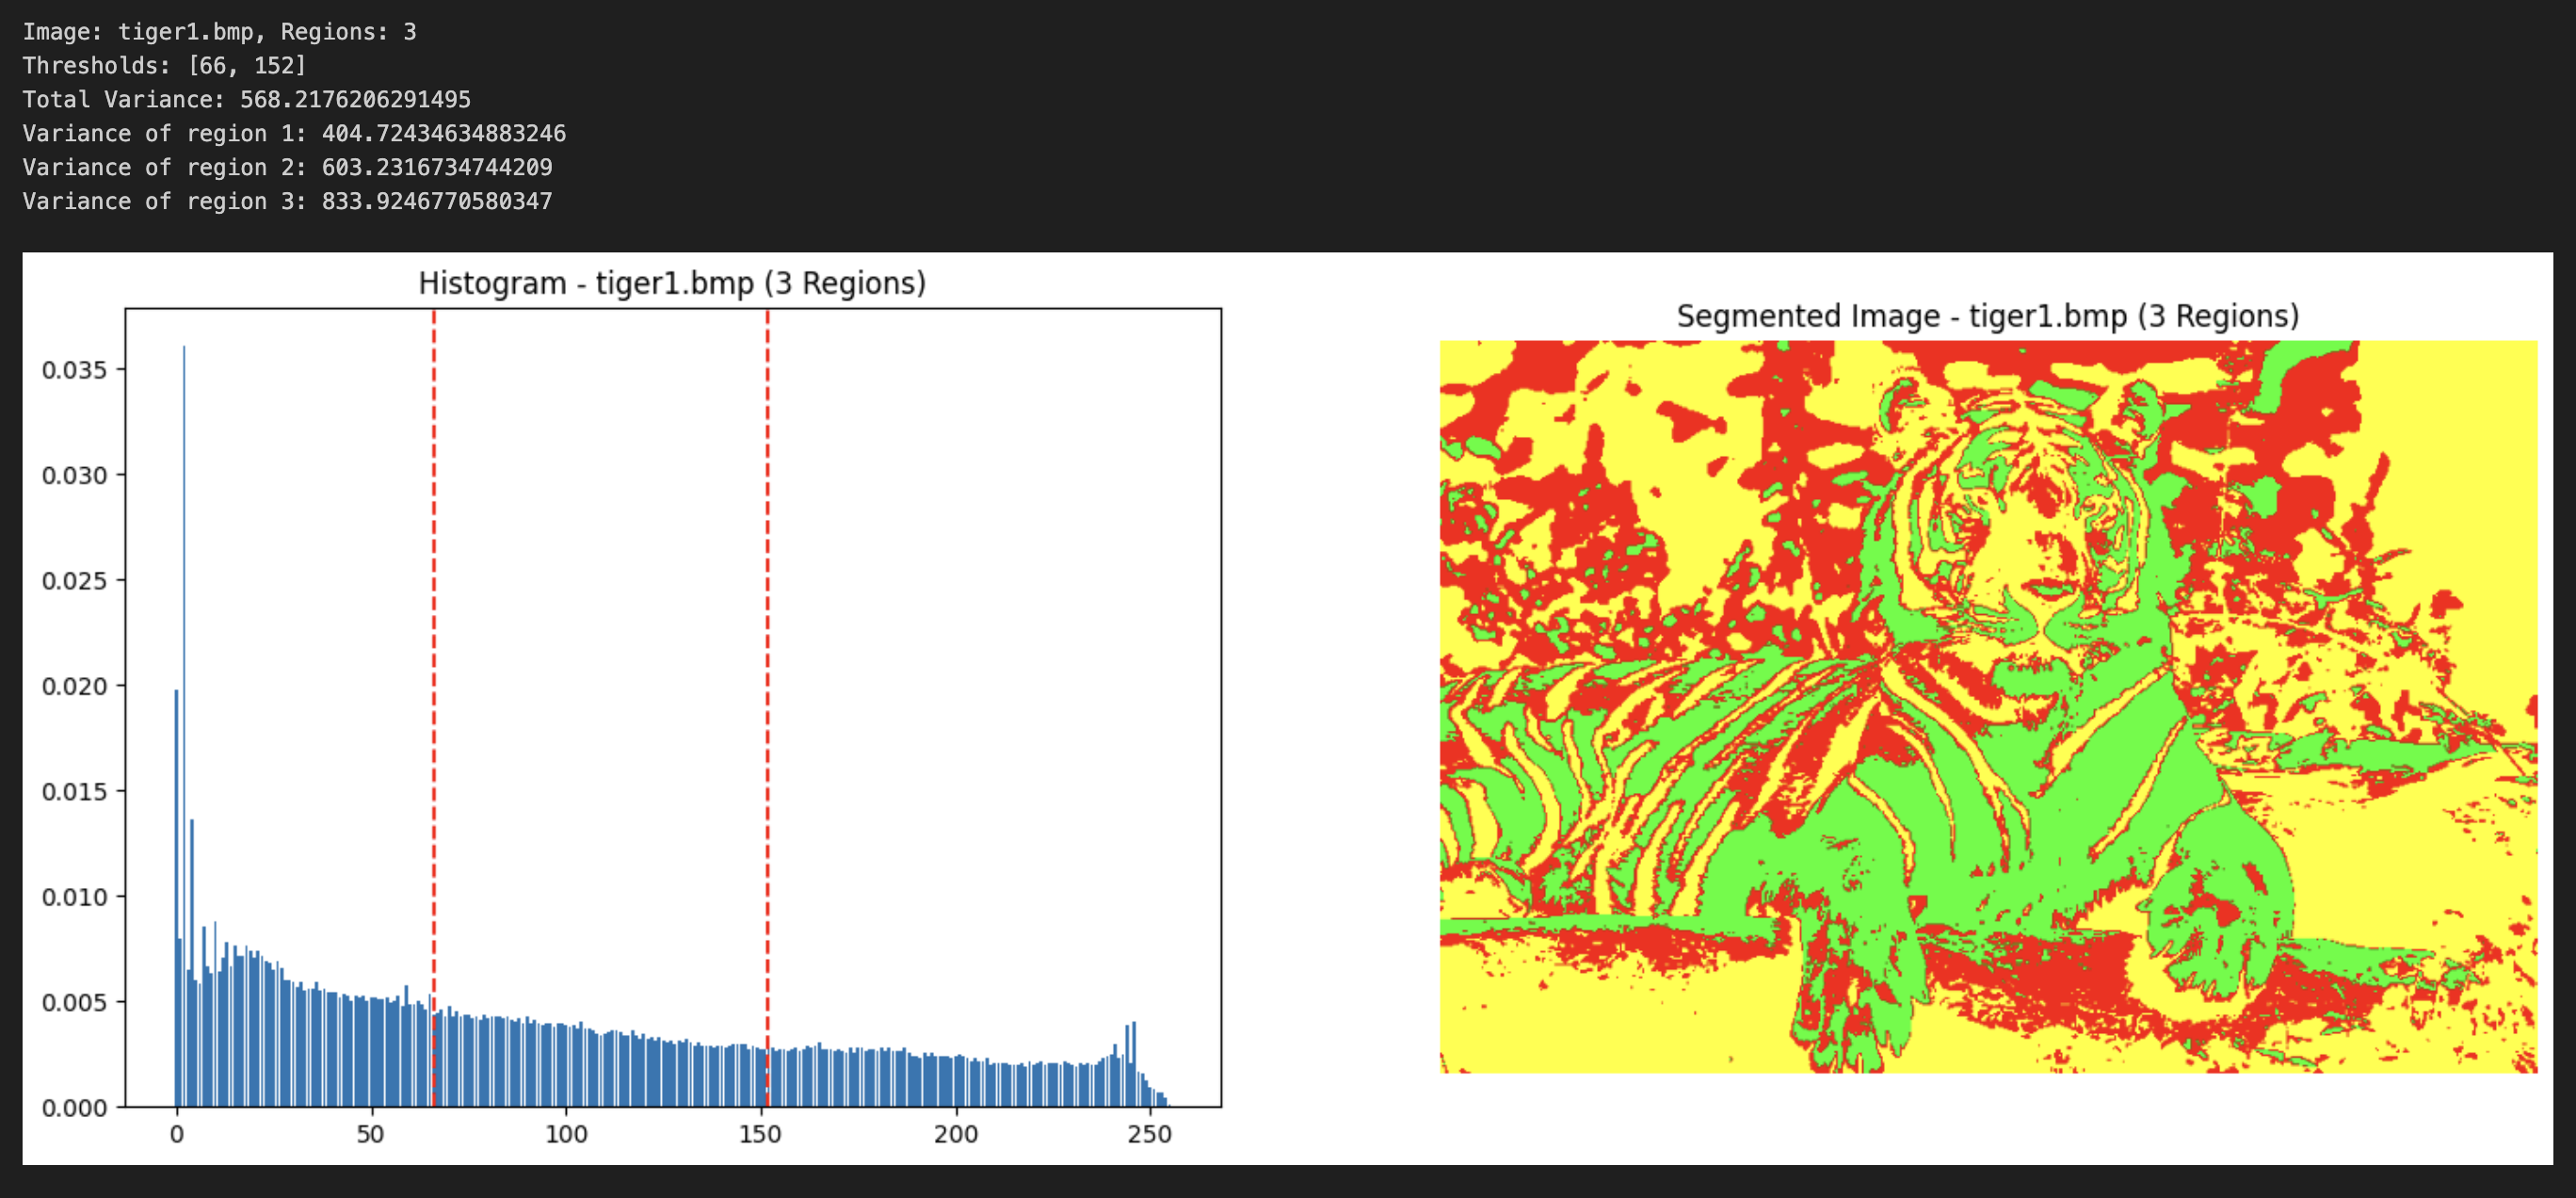 Image: tiger1.bmp, Regions: 3
Thresholds: [66, 152]
Total Variance: 568.2176206291495
Variance of region 1: 404.72434634883246
Variance of region 2: 603.2316734744209
Variance of region 3: 833.9246770580347
Histogram - tiger1.bmp (3 Regions)
0.035
0.030
0.025
0.020
0.015
0.010
0.005
0.000
0 50 100 150 200 250
Segmented Image - tiger1.bmp (3 Regions)